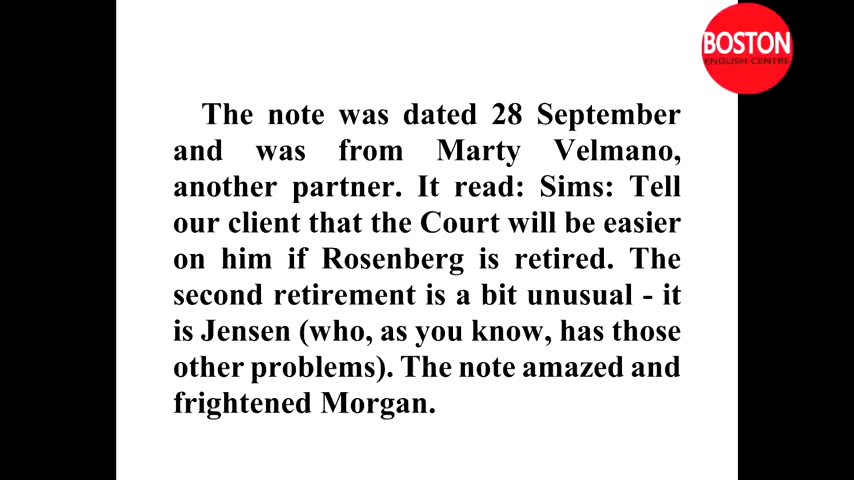 BOSTON
ENGLISH CENTRE
The note was dated 28 September
and was from Marty Velmano,
another partner. It read: Sims: Tell
our client that the Court will be easier
on him if Rosenberg is retired. The
second retirement is a bit unusual - it
is Jensen (who, as you know, has those
other problems). The note amazed and
frightened Morgan.